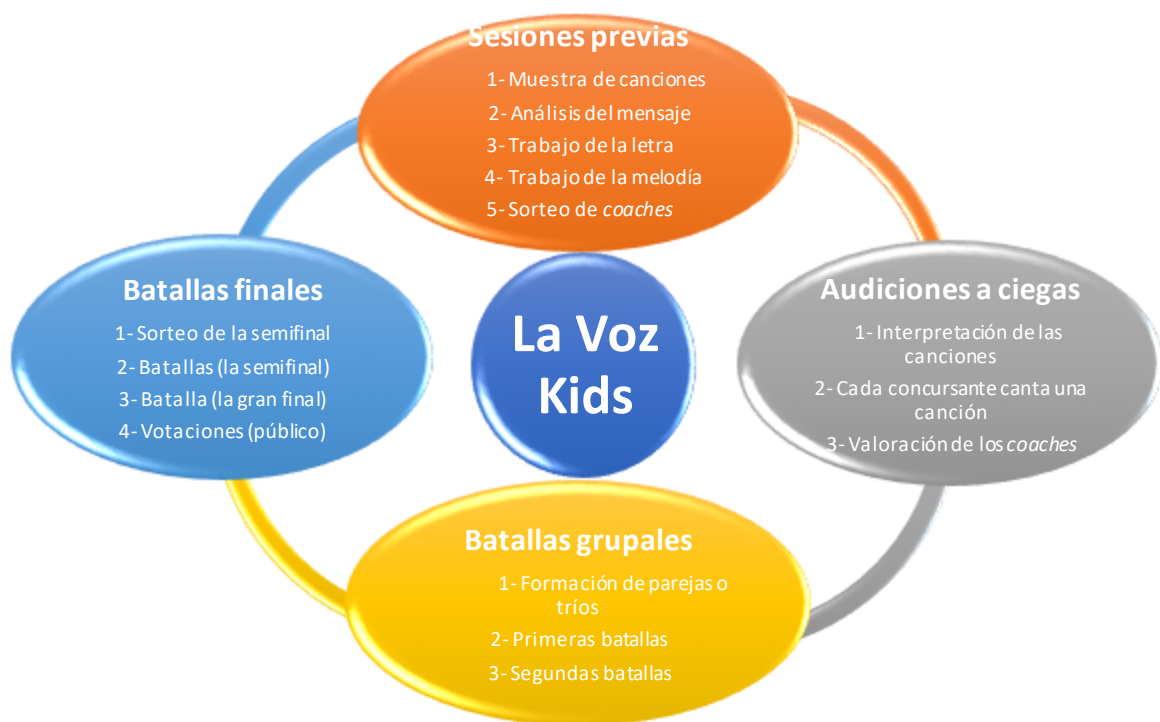 Sesiones previas
1- Muestra de canciones
2- Análisis del mensaje
3- Trabajo de la letra
4- Trabajo de la melodía
5- Sorteo de coaches
Audiciones a ciegas
1- Interpretación de las
canciones
2- Cada concursante canta una
canción
3- Valoración de los coaches
Batallas grupales
1- Formación de parejas o
tríos
2- Primeras batallas
3- Segundas batallas
Batallas finales
1- Sorteo de la semifinal
2- Batallas (la semifinal)
3- Batalla (la gran final)
4- Votaciones (público)
La Voz
Kids